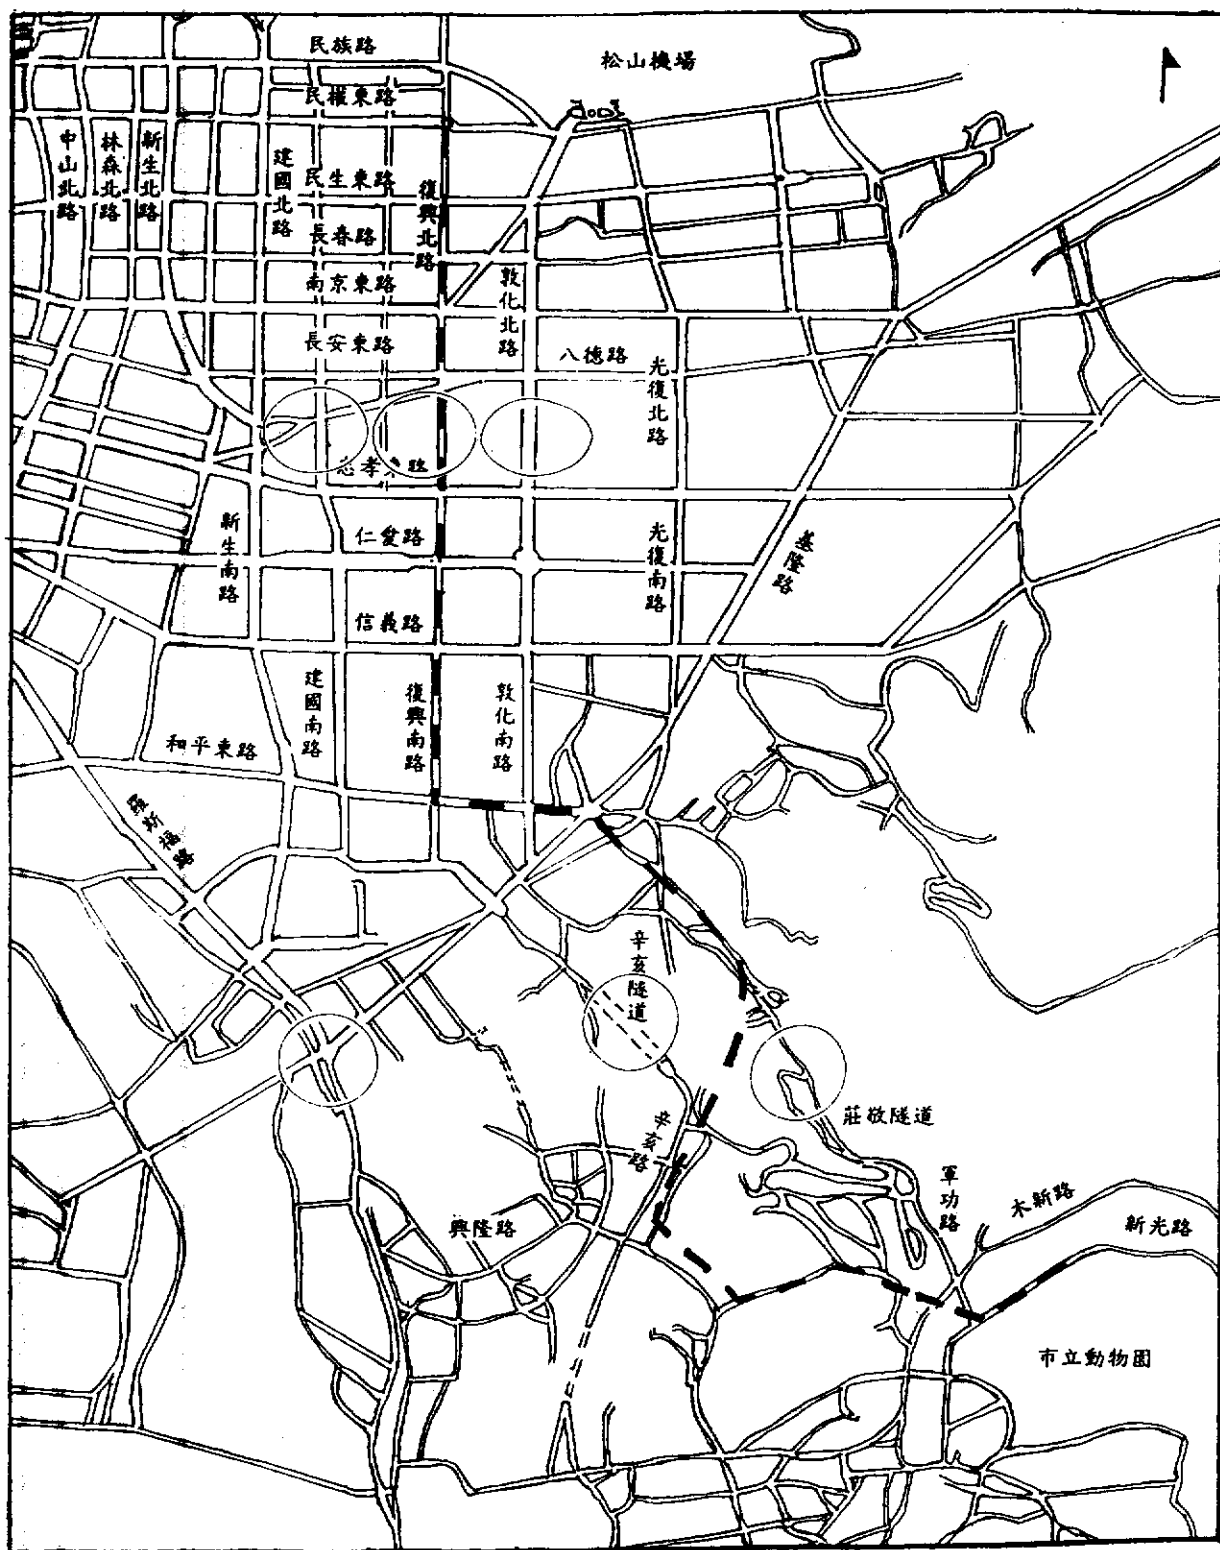 民族路
松山機場
民權東路
中山北路
林森北路
新生北路
建國北路
民生東路
復興北路
長春路
南京東路
敦化北路
長安東路
八德路
光復北路
忠孝東路
新生南路
仁愛路
光復南路
基隆路
信義路
建國南路
復興南路
敦化南路
和平東路
羅斯福路
辛亥隧道
莊敬隧道
辛亥路
軍功路
木新路
新光路
興隆路
市立動物園